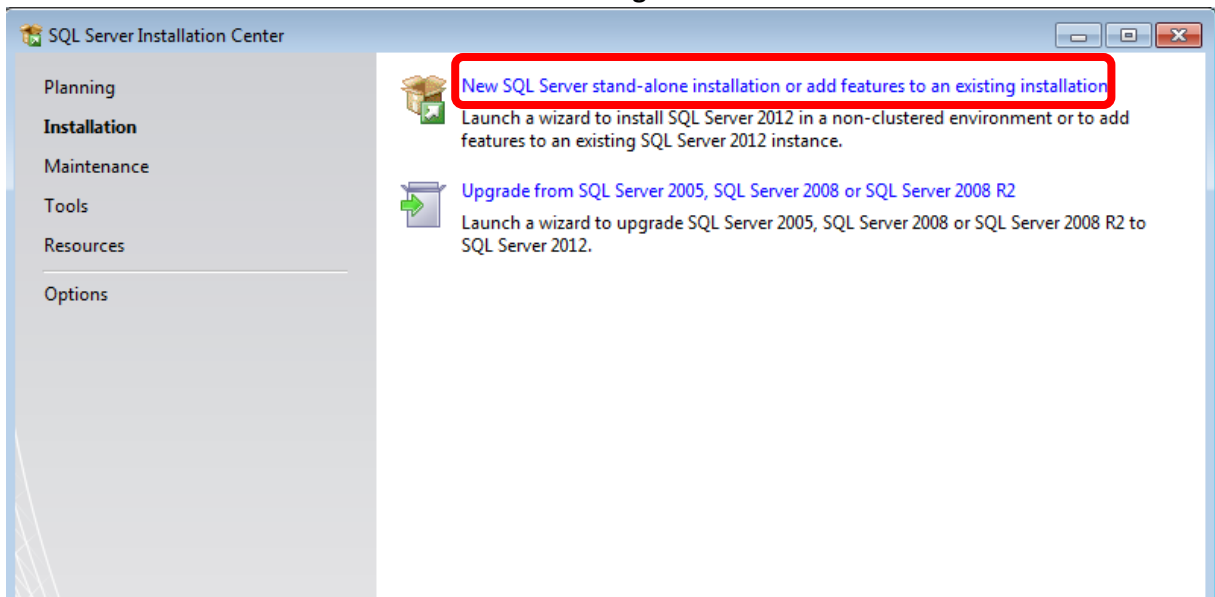 SQL Server Installation Center
Planning
Installation
Maintenance
Tools
Resources
Options
New SQL Server stand-alone installation or add features to an existing installation
Launch a wizard to install SQL Server 2012 in a non-clustered environment or to add
features to an existing SQL Server 2012 instance.
Upgrade from SQL Server 2005, SQL Server 2008 or SQL Server 2008 R2
Launch a wizard to upgrade SQL Server 2005, SQL Server 2008 or SQL Server 2008 R2 to
SQL Server 2012.